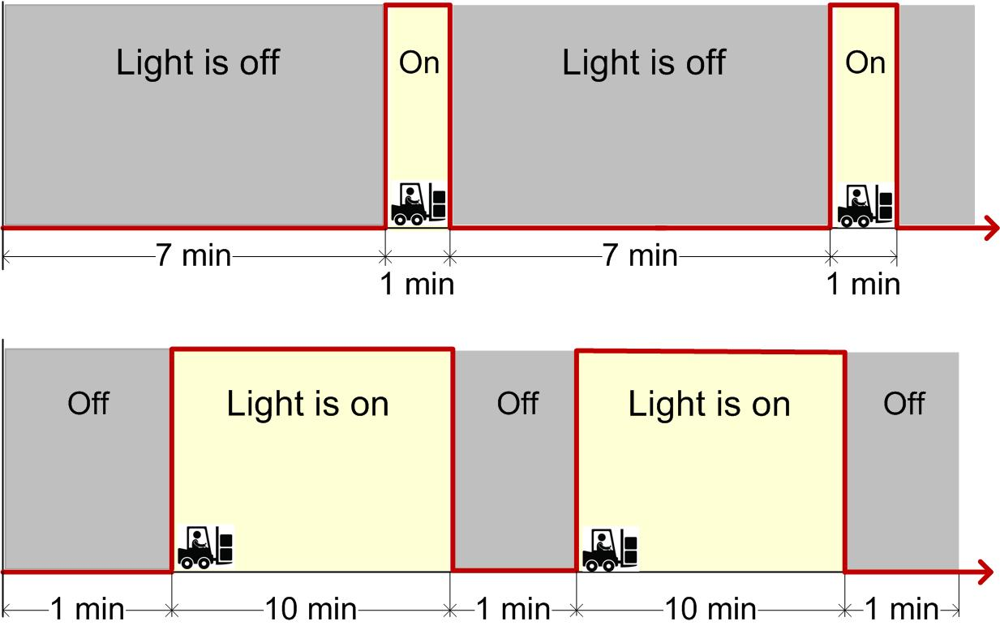 Light is off On Light is off On
7 min 7 min
1 min 1 min
Off Light is on Off Light is on Off
1 min 10 min 1 min 10 min 1 min